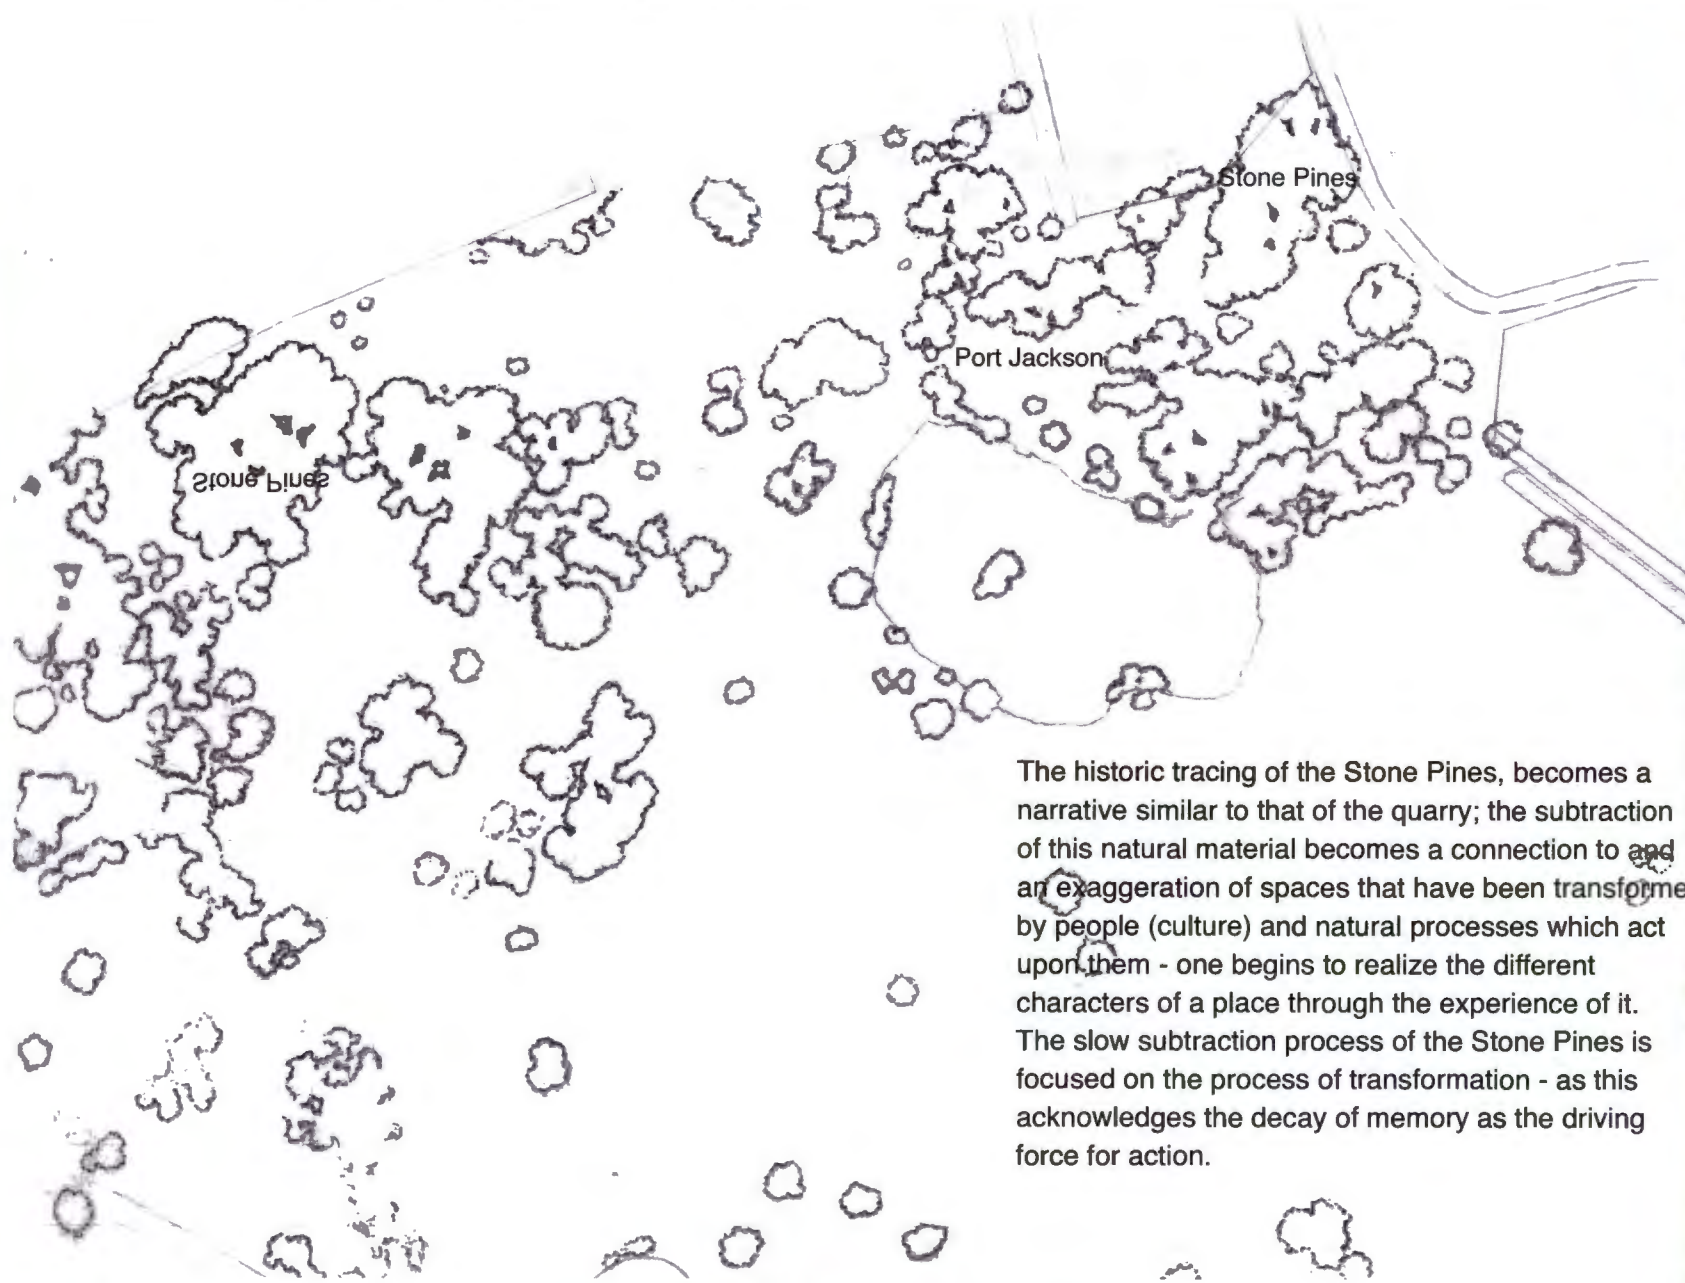 Stone Pines
Port Jackson
Stone Pines
The historic tracing of the Stone Pines, becomes a
narrative similar to that of the quarry; the subtraction
of this natural material becomes a connection to and
an exaggeration of spaces that have been transforme
by people (culture) and natural processes which act
upon them - one begins to realize the different
characters of a place through the experience of it.
The slow subtraction process of the Stone Pines is
focused on the process of transformation - as this
acknowledges the decay of memory as the driving
force for action.